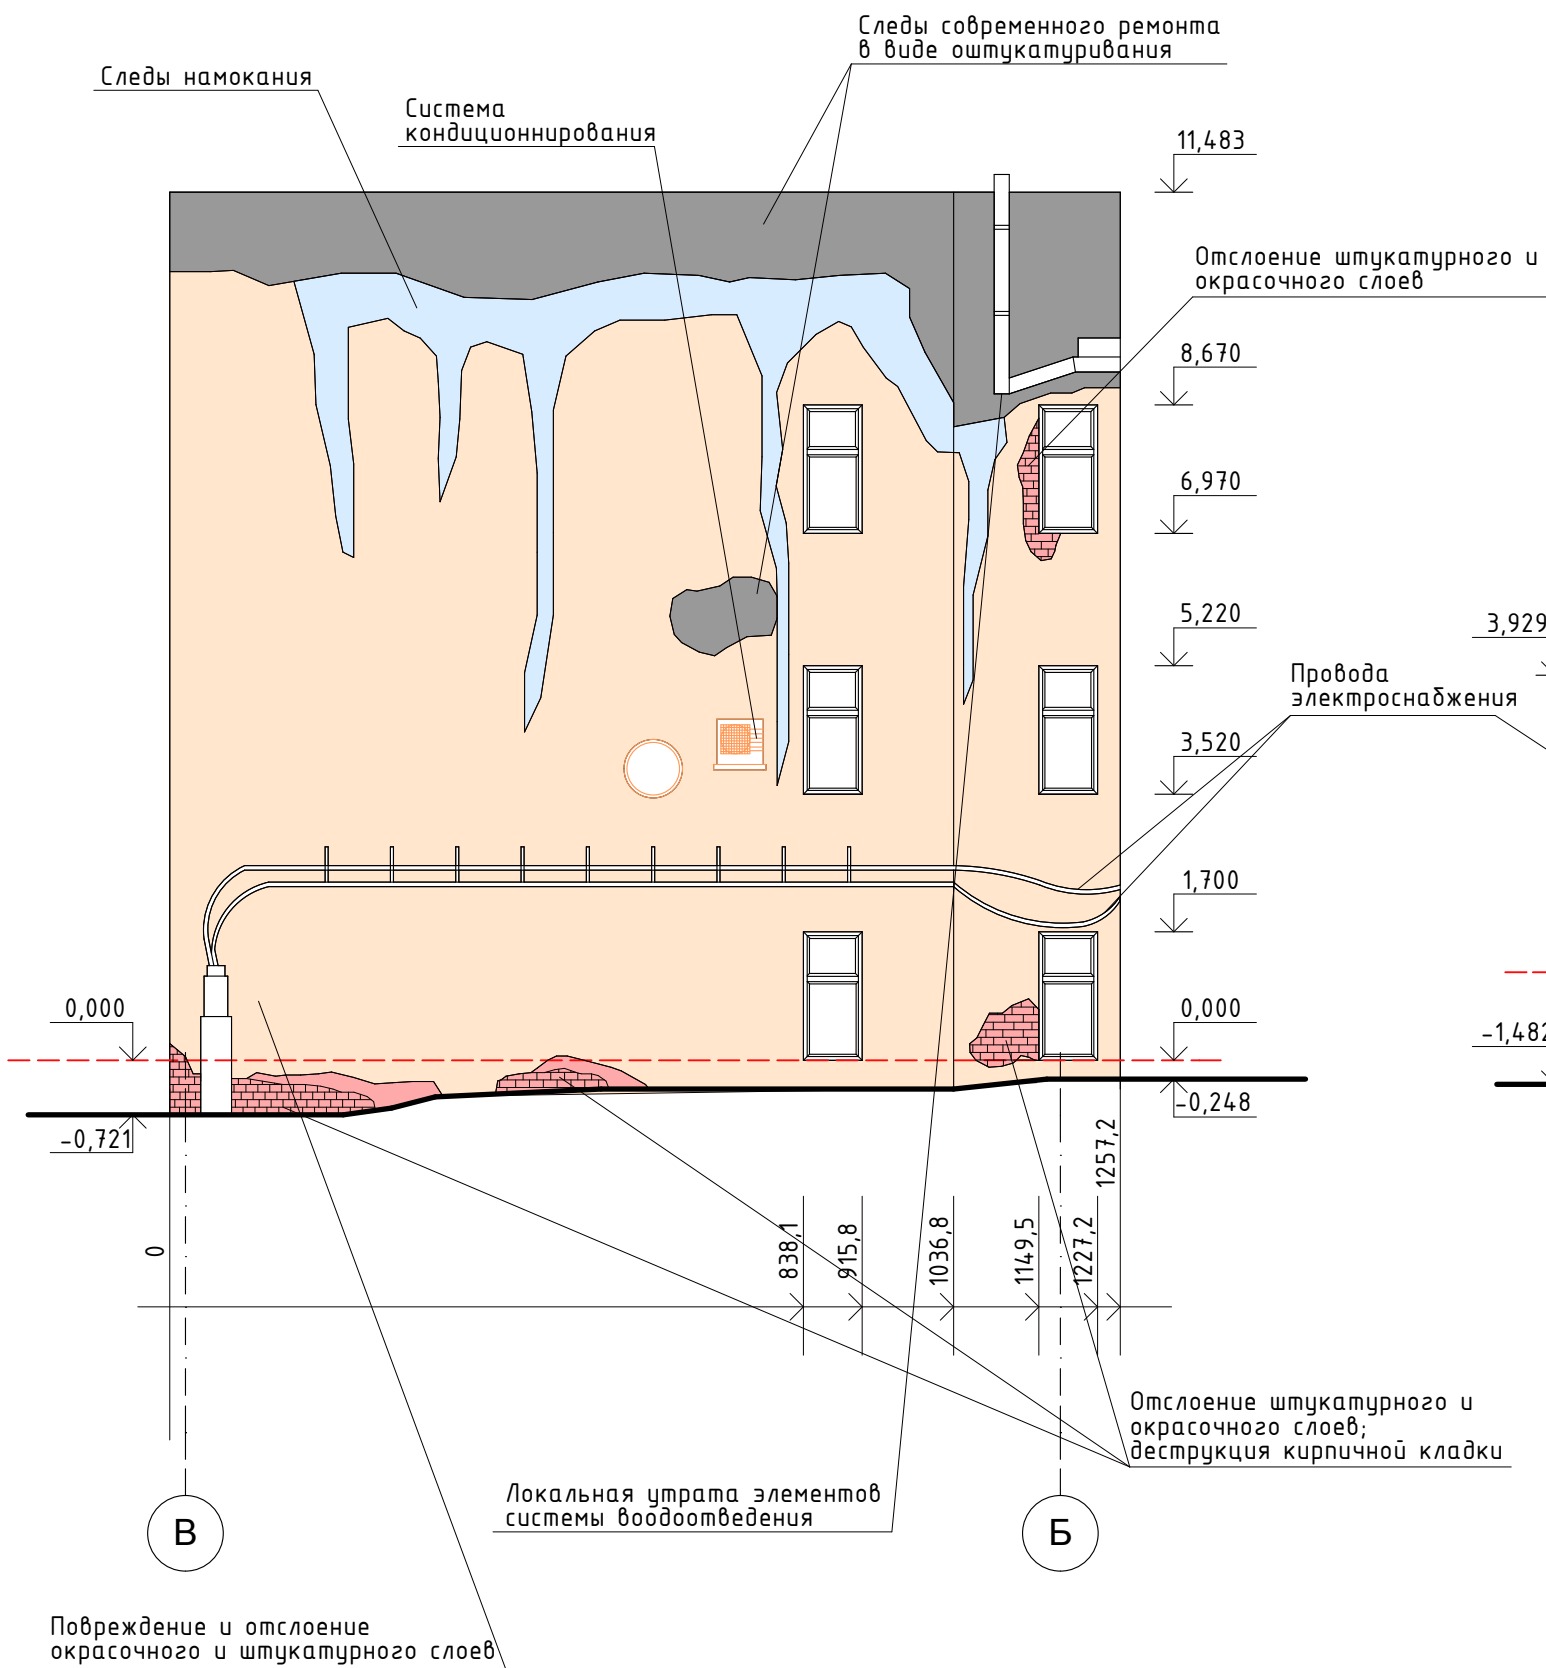 Следы современного ремонта
в виде оштукатуривания
Следы намокания
Система
кондиционнирования
11,483
Отслоение штукатурного и
окрасочного слоев
8,670
6,970
5,220
3,929
Провода
электроснабжения
3,520
1,700
0,000
0,000
-1,482
-0,248
-0,721
0
838,1
915,8
1036,8
1149,5
1227,2
1257,2
Отслоение штукатурного и
окрасочного слоев;
деструкция кирпичной кладки
Локальная утрата элементов
системы воодоотведения
В
Б
Повреждение и отслоение
окрасочного и штукатурного слоев